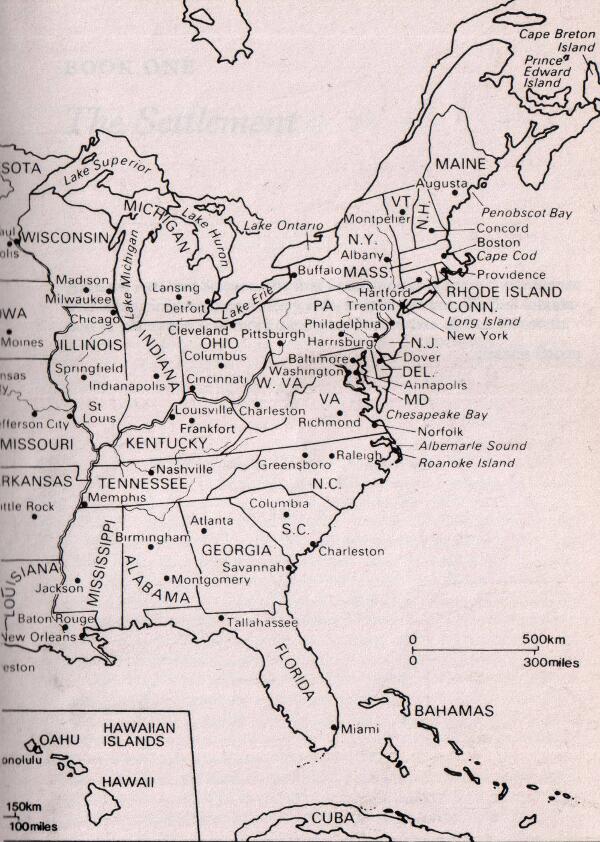 BOOK ONE
The Settlement
Cape Breton
Island
Prince
Edward
Island
SOTA
Lake Superior
MAINE
Augusta
MICHIGAN
Lake Huron
VT
N.H.
Penobscot Bay
Montpelier
Concord
Lake Ontario
WISCONSIN
N.Y.
Boston
Albany
Cape Cod
Lake Michigan
Buffalo
MASS
Providence
Madison
Lansing
Hartford
RHODE ISLAND
Milwaukee
Detroit
Lake Erie
PA
Trenton
CONN.
Chicago
Cleveland
Pittsburgh
Philadelphia
Long Island
New York
OWA
Moines
ILLINOIS
INDIANA
OHIO
Harrisburg
N.J.
Columbus
Baltimore
Dover
Springfield
Washington
DEL.
nsas
Indianapolis
Cincinnati
W. VA
Annapolis
MD
St
Louis
Louisville
Charleston
VA
Chesapeake Bay
efferson City
Frankfort
Richmond
Norfolk
MISSOURI
KENTUCKY
Albemarle Sound
Greensboro
Raleigh
Roanoke Island
Nashville
RKANSAS
TENNESSEE
N.C.
Memphis
ittle Rock
Columbia
Atlanta
S.C.
Birmingham
GEORGIA
Charleston
MISSISSIPPI
ALABAMA
Savannah
LOUISIANA
Montgomery
Jackson
Baton Rouge
Tallahassee
New Orleans
500km
0
0
300miles
eston
FLORIDA
BAHAMAS
Miami
HAWAIIAN
ISLANDS
OAHU
onolulu
HAWAII
150km
100miles
CUBA